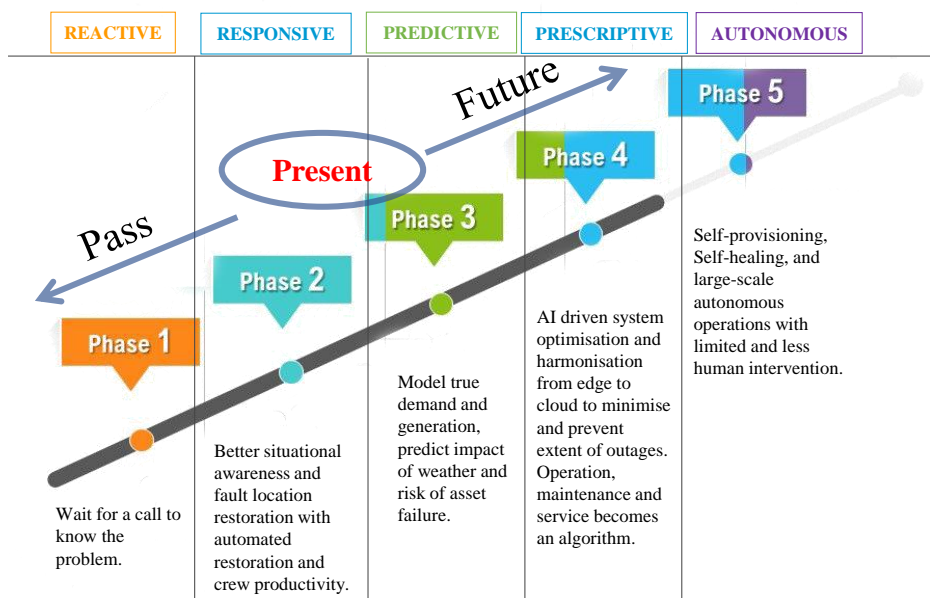 REACTIVE
RESPONSIVE
PREDICTIVE
PRESCRIPTIVE
AUTONOMOUS
Future
Present
Pass
Phase 1
Phase 2
Phase 3
Phase 4
Phase 5
Wait for a call to
know the
problem.
Better situational
awareness and
fault location
restoration with
automated
restoration and
crew productivity.
Model true
demand and
generation,
predict impact
of weather and
risk of asset
failure.
AI driven system
optimisation and
harmonisation
from edge to
cloud to minimise
and prevent
extent of outages.
Operation,
maintenance and
service becomes
an algorithm.
Self-provisioning,
Self-healing, and
large-scale
autonomous
operations with
limited and less
human intervention.